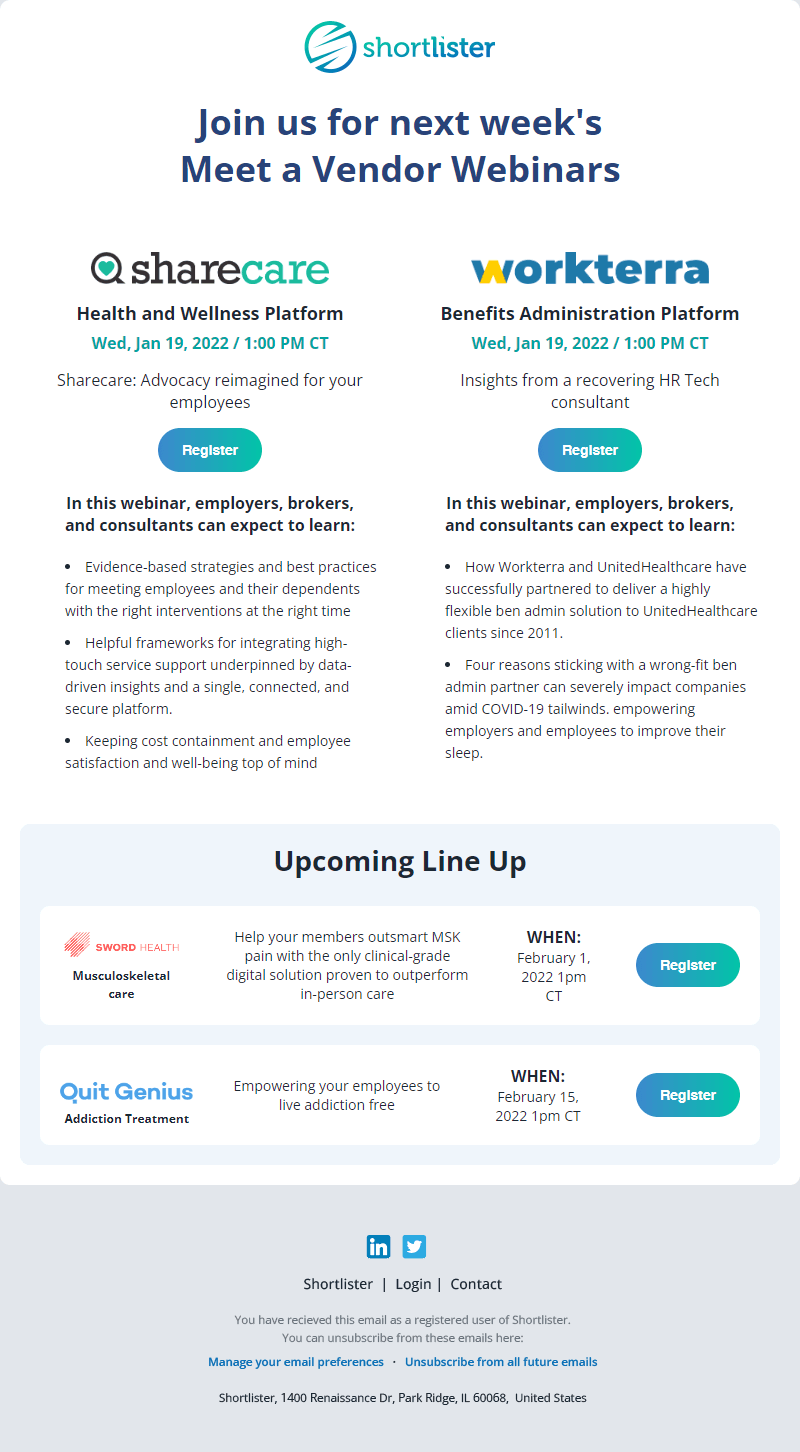 shortlister
Join us for next week's
Meet a Vendor Webinars
sharecare
Health and Wellness Platform
Wed, Jan 19, 2022 / 1:00 PM CT
Sharecare: Advocacy reimagined for your
employees
Register
In this webinar, employers, brokers,
and consultants can expect to learn:
• Evidence-based strategies and best practices
for meeting employees and their dependents
with the right interventions at the right time
• Helpful frameworks for integrating high-
touch service support underpinned by data-
driven insights and a single, connected, and
secure platform.
• Keeping cost containment and employee
satisfaction and well-being top of mind
workterra
Benefits Administration Platform
Wed, Jan 19, 2022 / 1:00 PM CT
Insights from a recovering HR Tech
consultant
Register
In this webinar, employers, brokers,
and consultants can expect to learn:
• How Workterra and UnitedHealthcare have
successfully partnered to deliver a highly
flexible ben admin solution to UnitedHealthcare
clients since 2011.
• Four reasons sticking with a wrong-fit ben
admin partner can severely impact companies
amid COVID-19 tailwinds. empowering
employers and employees to improve their
sleep.
Upcoming Line Up
SWORD HEALTH
Musculoskeletal
care
Help your members outsmart MSK
pain with the only clinical-grade
digital solution proven to outperform
in-person care
WHEN:
February 1,
2022 1pm
CT
Register
Quit Genius
Addiction Treatment
Empowering your employees to
live addiction free
WHEN:
February 15,
2022 1pm CT
Register
in
Shortlister | Login | Contact
You have recieved this email as a registered user of Shortlister.
You can unsubscribe from these emails here:
Manage your email preferences · Unsubscribe from all future emails
Shortlister, 1400 Renaissance Dr, Park Ridge, IL 60068, United States